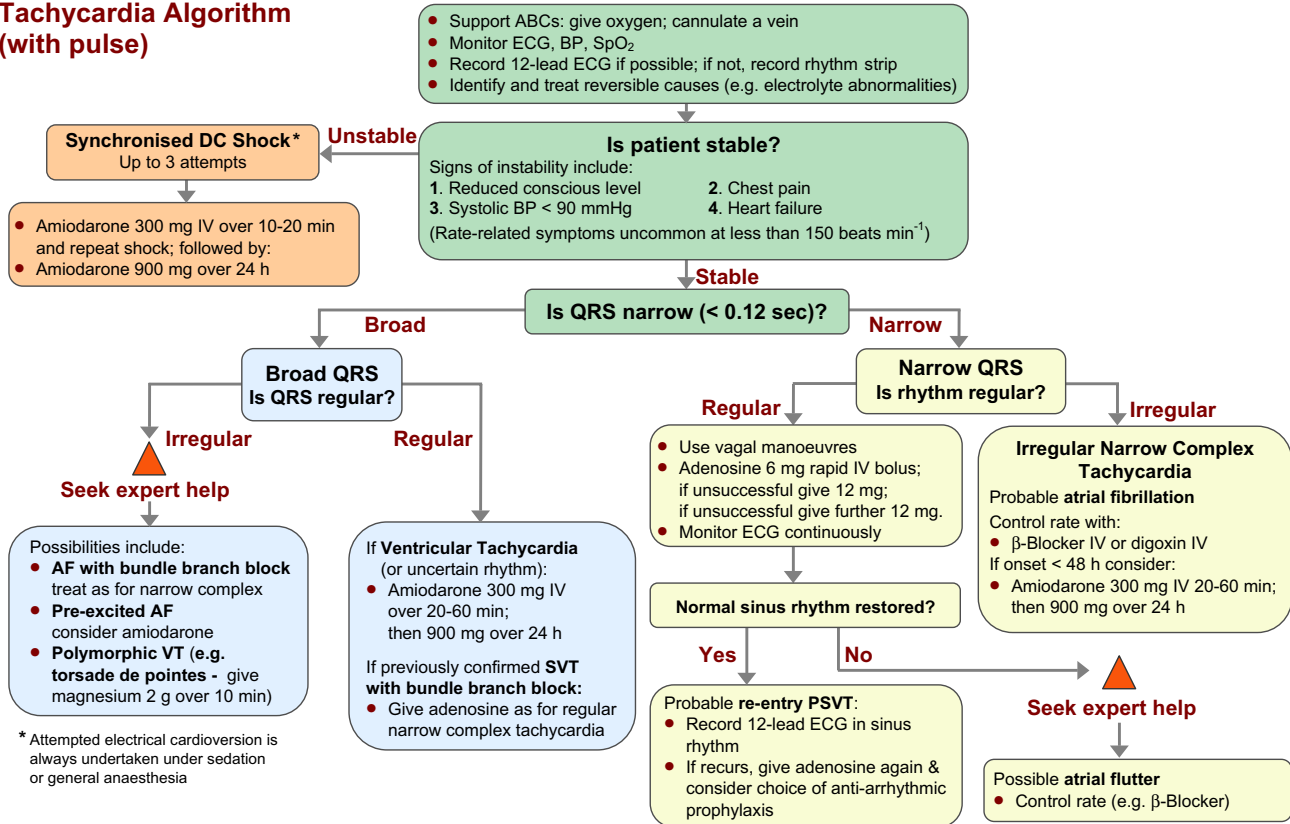 Tachycardia Algorithm
(with pulse)
• Support ABCs: give oxygen; cannulate a vein
• Monitor ECG, BP, SpO₂
• Record 12-lead ECG if possible; if not, record rhythm strip
• Identify and treat reversible causes (e.g. electrolyte abnormalities)
Is patient stable?
Signs of instability include:
1. Reduced conscious level 2. Chest pain
3. Systolic BP < 90 mmHg 4. Heart failure
(Rate-related symptoms uncommon at less than 150 beats min⁻¹)
Unstable
Synchronised DC Shock*
Up to 3 attempts
• Amiodarone 300 mg IV over 10-20 min
and repeat shock; followed by:
• Amiodarone 900 mg over 24 h
Stable
Is QRS narrow (< 0.12 sec)?
Broad
Narrow
Broad QRS
Is QRS regular?
Irregular
Regular
Seek expert help
Possibilities include:
• AF with bundle branch block
treat as for narrow complex
• Pre-excited AF
consider amiodarone
• Polymorphic VT (e.g.
torsade de pointes - give
magnesium 2 g over 10 min)
If Ventricular Tachycardia
(or uncertain rhythm):
• Amiodarone 300 mg IV
over 20-60 min;
then 900 mg over 24 h
If previously confirmed SVT
with bundle branch block:
• Give adenosine as for regular
narrow complex tachycardia
Narrow QRS
Is rhythm regular?
Regular
Irregular
• Use vagal manoeuvres
• Adenosine 6 mg rapid IV bolus;
if unsuccessful give 12 mg;
if unsuccessful give further 12 mg.
• Monitor ECG continuously
Irregular Narrow Complex
Tachycardia
Probable atrial fibrillation
Control rate with:
• β-Blocker IV or digoxin IV
If onset < 48 h consider:
• Amiodarone 300 mg IV 20-60 min;
then 900 mg over 24 h
Normal sinus rhythm restored?
Yes
No
Probable re-entry PSVT:
• Record 12-lead ECG in sinus
rhythm
• If recurs, give adenosine again &
consider choice of anti-arrhythmic
prophylaxis
Seek expert help
Possible atrial flutter
• Control rate (e.g. β-Blocker)
* Attempted electrical cardioversion is
always undertaken under sedation
or general anaesthesia